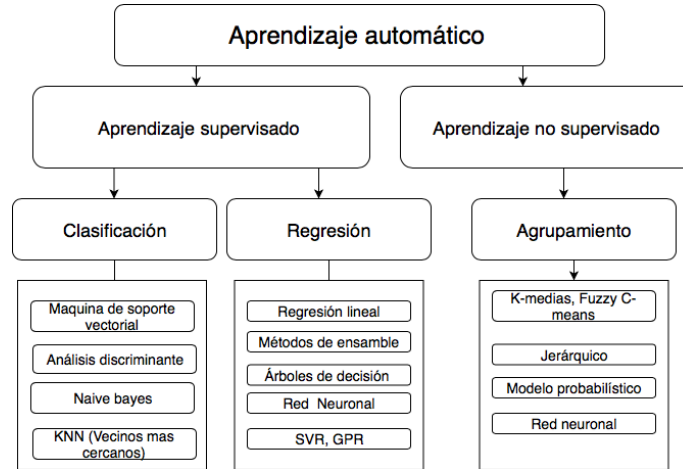 Aprendizaje automático
Aprendizaje supervisado
Aprendizaje no supervisado
Clasificación
Regresión
Agrupamiento
Maquina de soporte
vectorial
Análisis discriminante
Naive bayes
KNN (Vecinos mas
cercanos)
Regresión lineal
Métodos de ensamble
Árboles de decisión
Red Neuronal
SVR, GPR
K-medias, Fuzzy C-
means
Jerárquico
Modelo probabilístico
Red neuronal